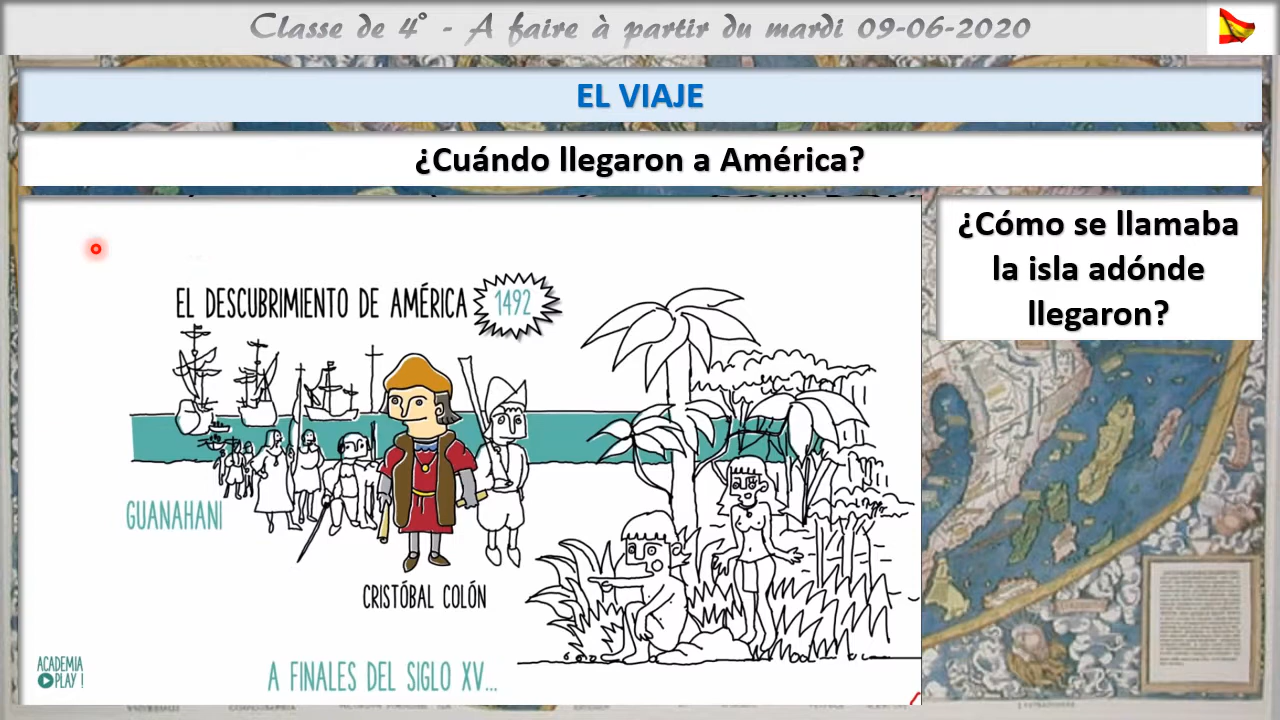 Classe de 4° - A faire à partir du mardi 09-06-2020
EL VIAJE
¿Cuándo llegaron a América?
¿Cómo se llamaba
la isla adónde
llegaron?
EL DESCUBRIMIENTO DE AMÉRICA 1492
GUANAHANI
CRISTÓBAL COLÓN
A FINALES DEL SIGLO XV...
ACADEMIA
PLAY !